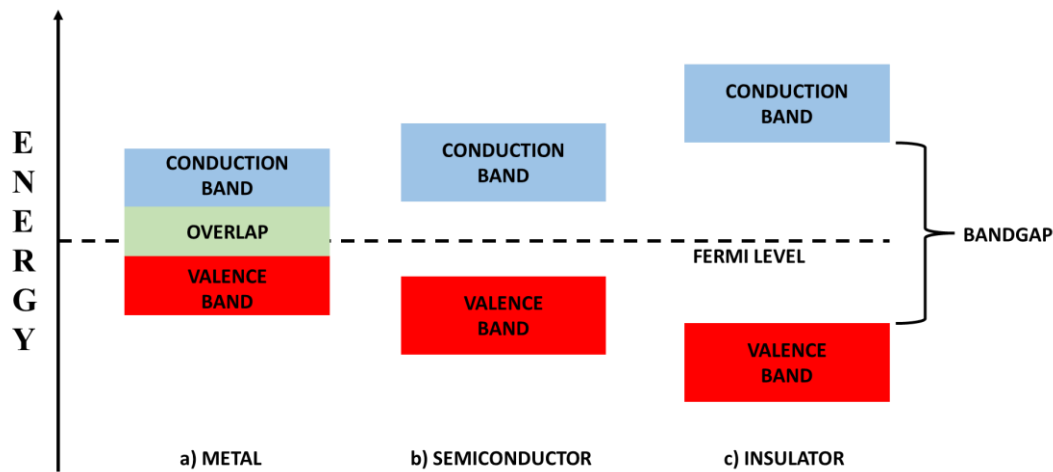 ENERGY
CONDUCTION
BAND
OVERLAP
VALENCE
BAND
CONDUCTION
BAND
VALENCE
BAND
CONDUCTION
BAND
VALENCE
BAND
FERMI LEVEL
BANDGAP
a) METAL
b) SEMICONDUCTOR
c) INSULATOR